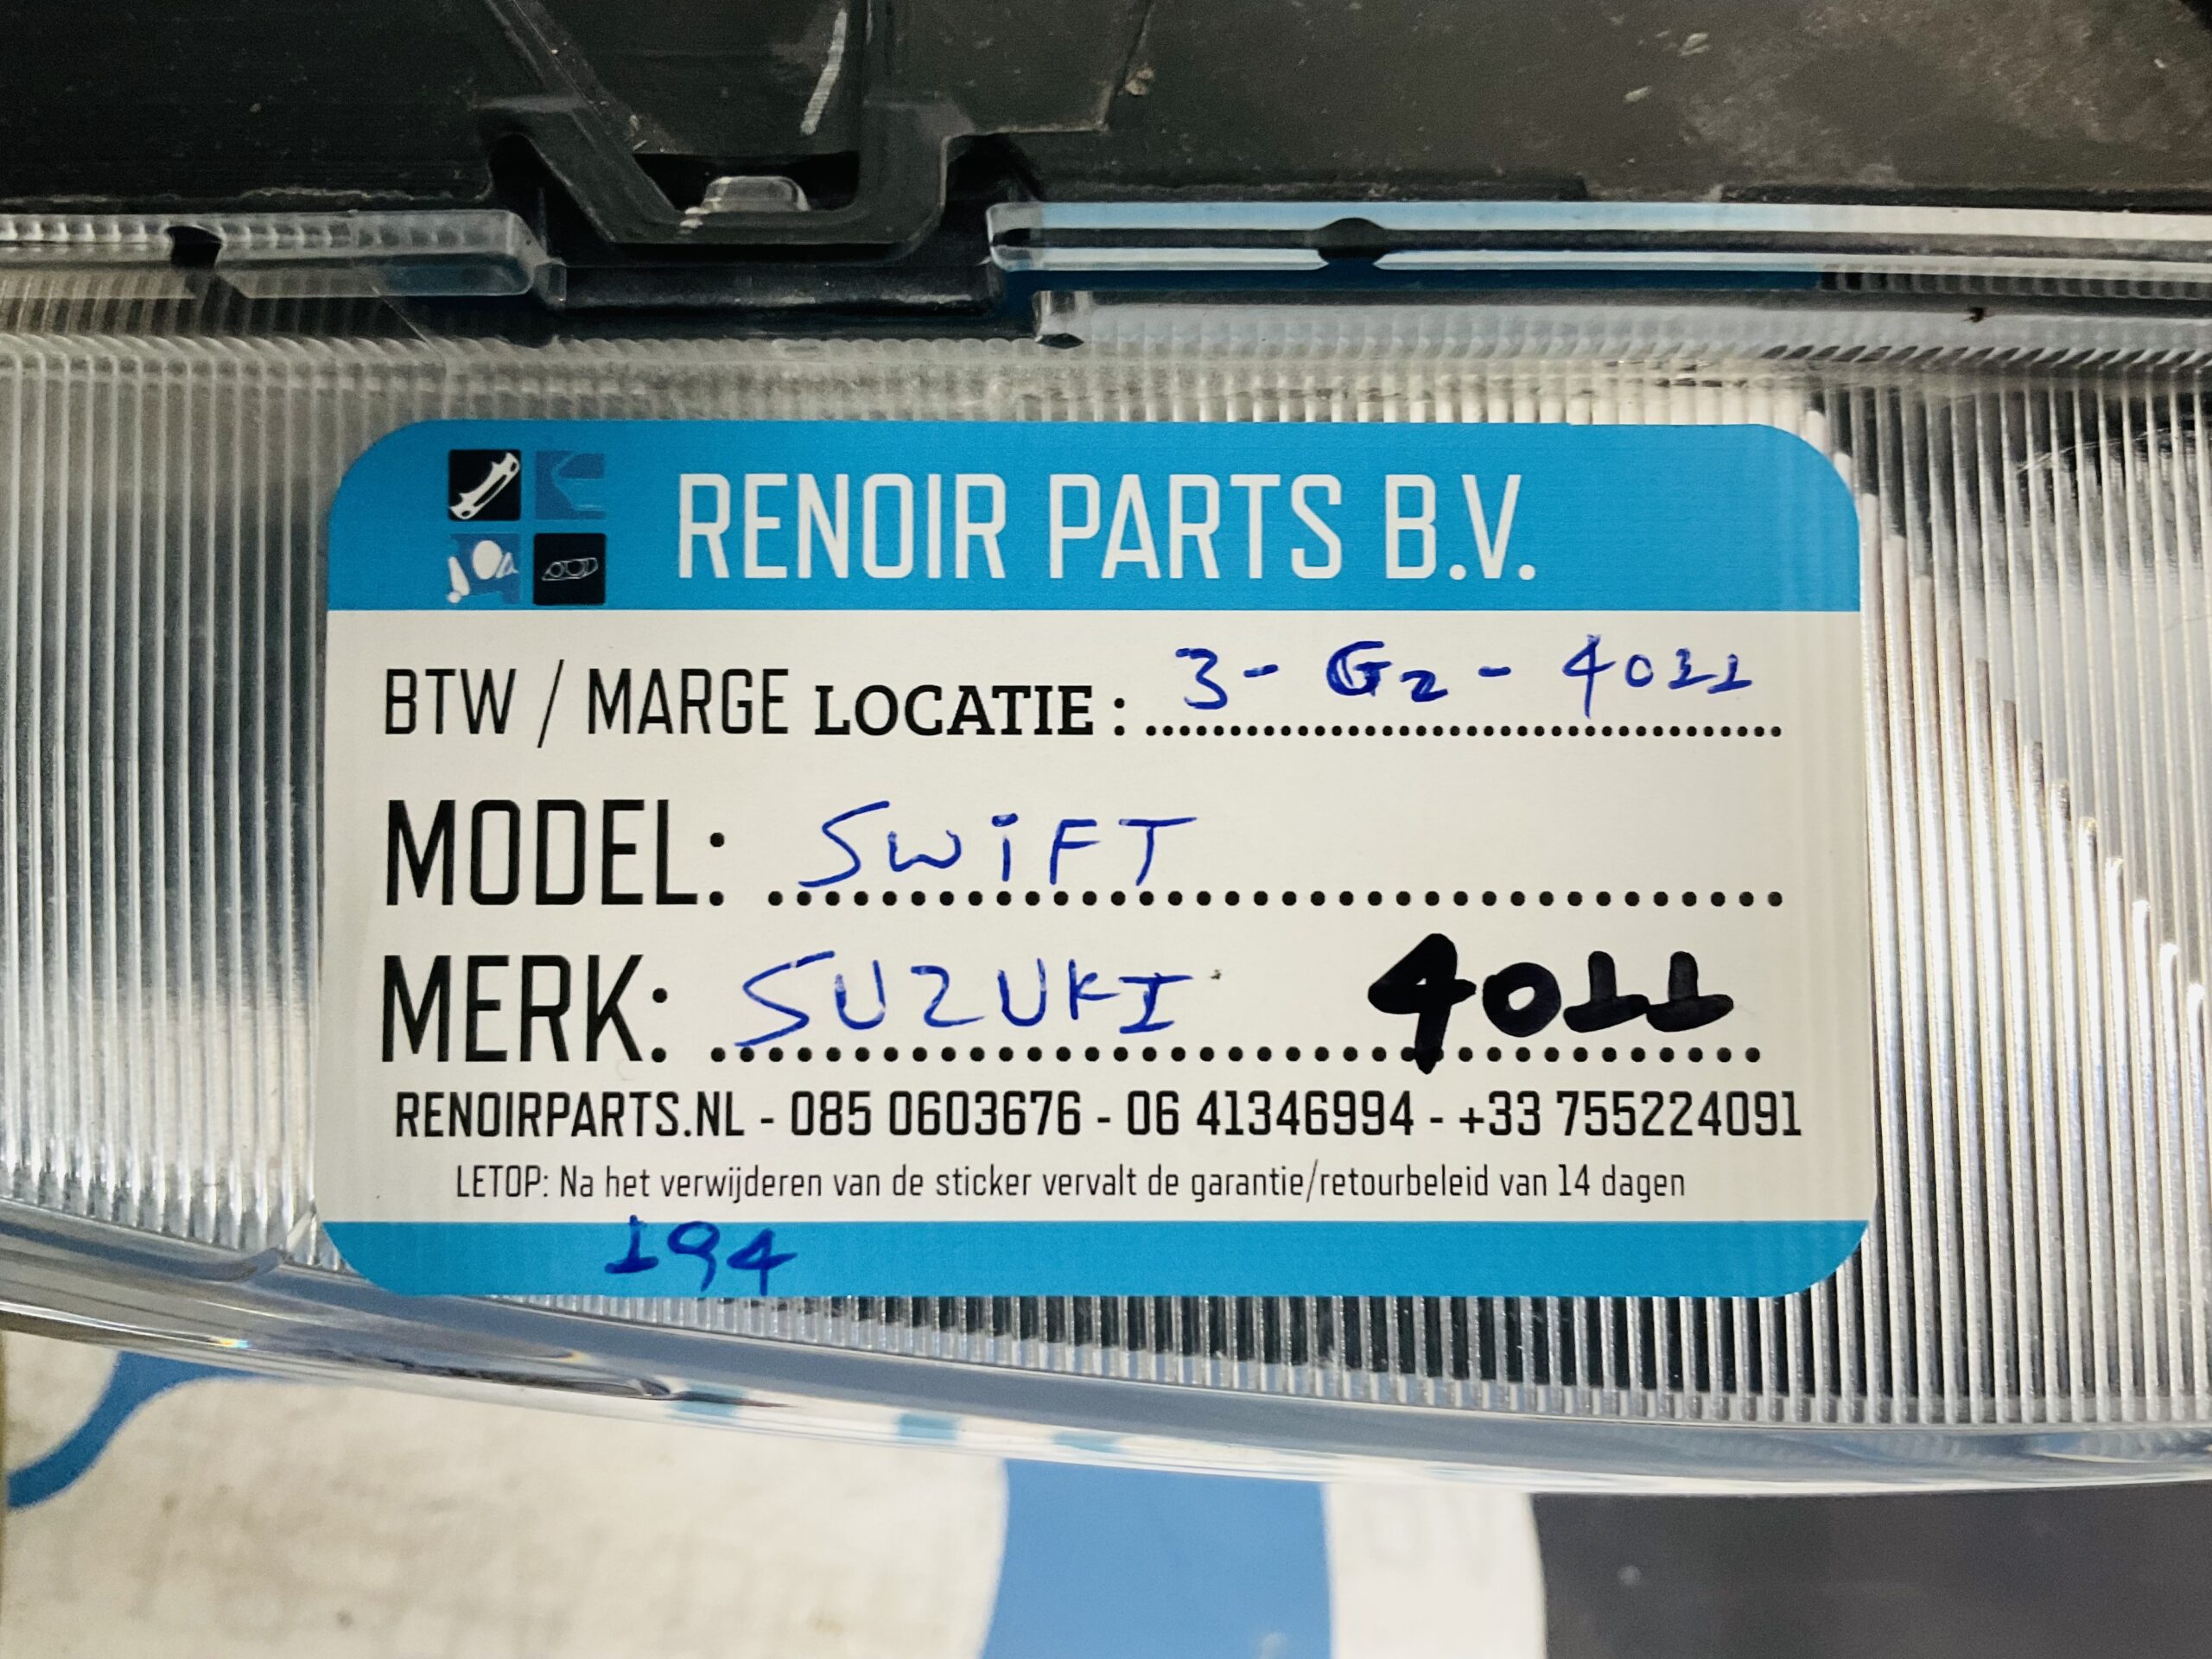 RENOIR PARTS B.V.
BTW / MARGE LOCATIE : 3 - G2 - 4011
MODEL: SWiFT
MERK: SUZUKI 4011
RENOIRPARTS.NL - 085 0603676 - 06 41346994 - +33 755224091
LETOP: Na het verwijderen van de sticker vervalt de garantie/retourbeleid van 14 dagen
194